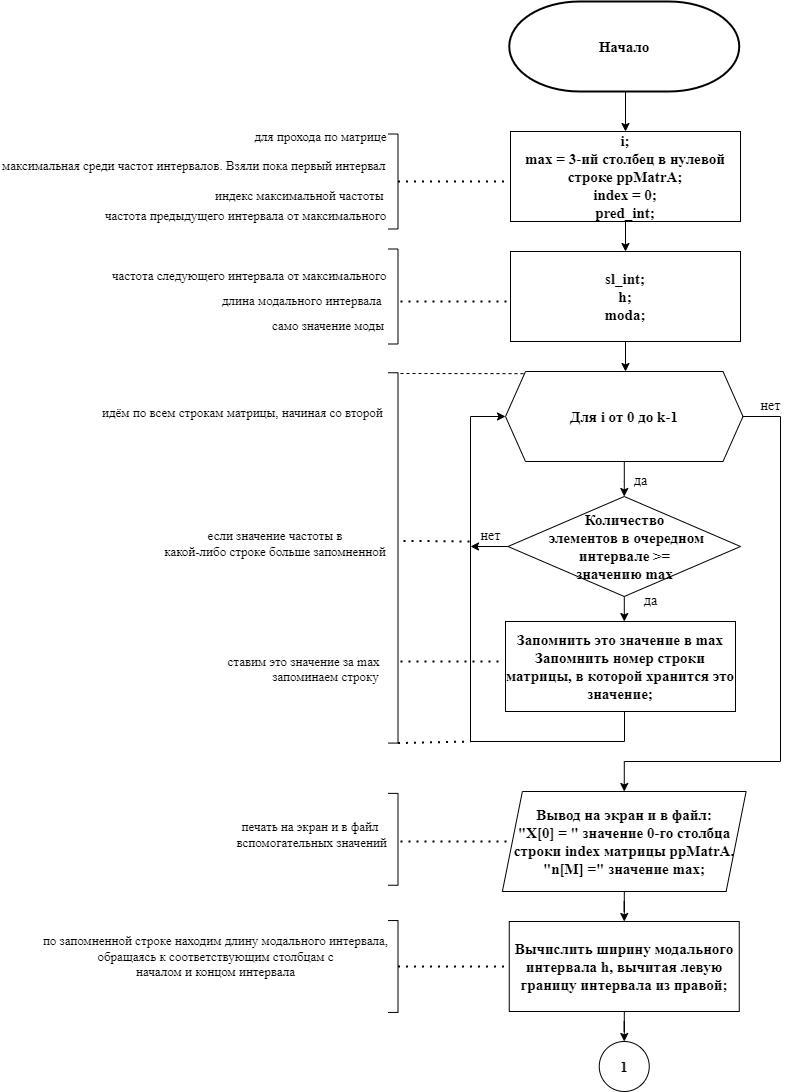 Начало
для прохода по матрице
максимальная среди частот интервалов. Взяли пока первый интервал
индекс максимальной частоты
частота предыдущего интервала от максимального
i;
max = 3-ий столбец в нулевой
строке ppMatrA;
index = 0;
pred_int;
частота следующего интервала от максимального
длина модального интервала
само значение моды
sl_int;
h;
moda;
идём по всем строкам матрицы, начиная со второй
Для i от 0 до k-1
нет
да
если значение частоты в
какой-либо строке больше запомненной
нет
Количество
элементов в очередном
интервале >=
значению max
да
ставим это значение за max
запоминаем строку
Запомнить это значение в max
Запомнить номер строки
матрицы, в которой хранится это
значение;
печать на экран и в файл
вспомогательных значений
Вывод на экран и в файл:
"X[0] = " значение 0-го столбца
строки index матрицы ppMatrA.
"n[M] =" значение max;
по запомненной строке находим длину модального интервала,
обращаясь к соответствующим столбцам с
началом и концом интервала
Вычислить ширину модального
интервала h, вычитая левую
границу интервала из правой;
1